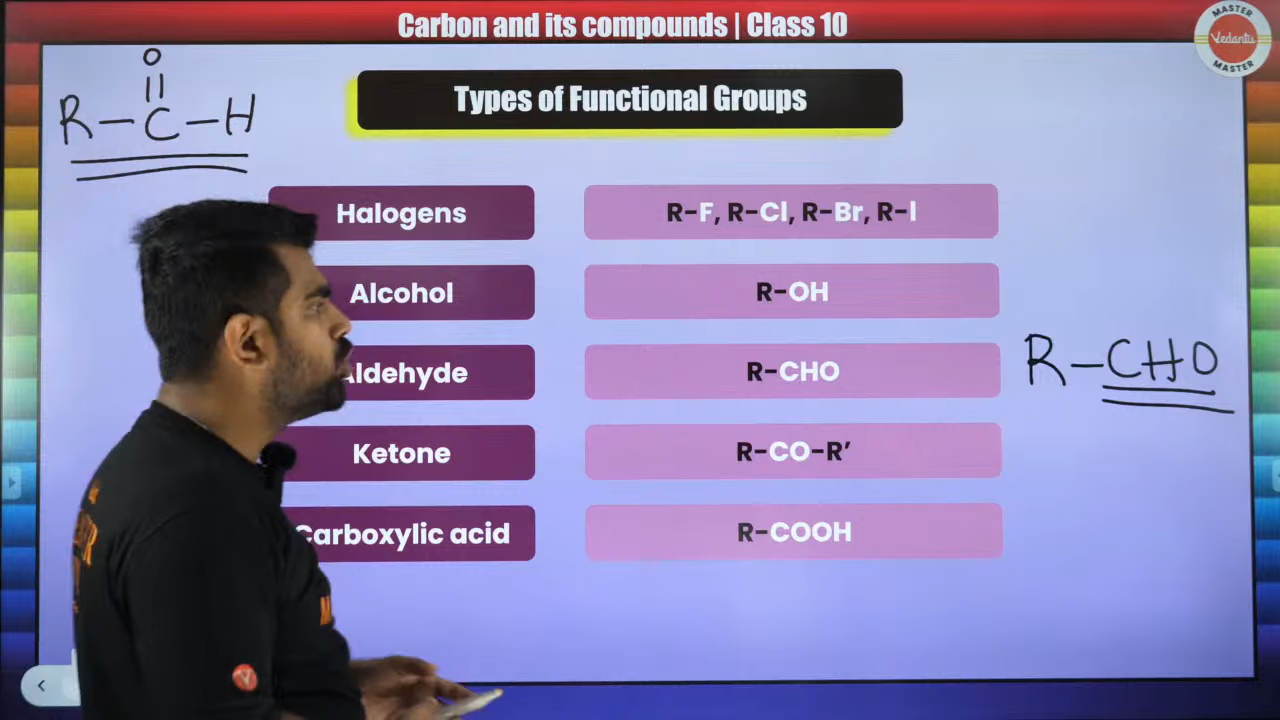 Carbon and its compounds | Class 10
MASTER
Vedantu
MASTER
O
||
R–C–H
Types of Functional Groups
Halogens R-F, R-Cl, R-Br, R-I
Alcohol R-OH
Aldehyde R-CHO
R–CHO
Ketone R-CO-R’
Carboxylic acid R-COOH